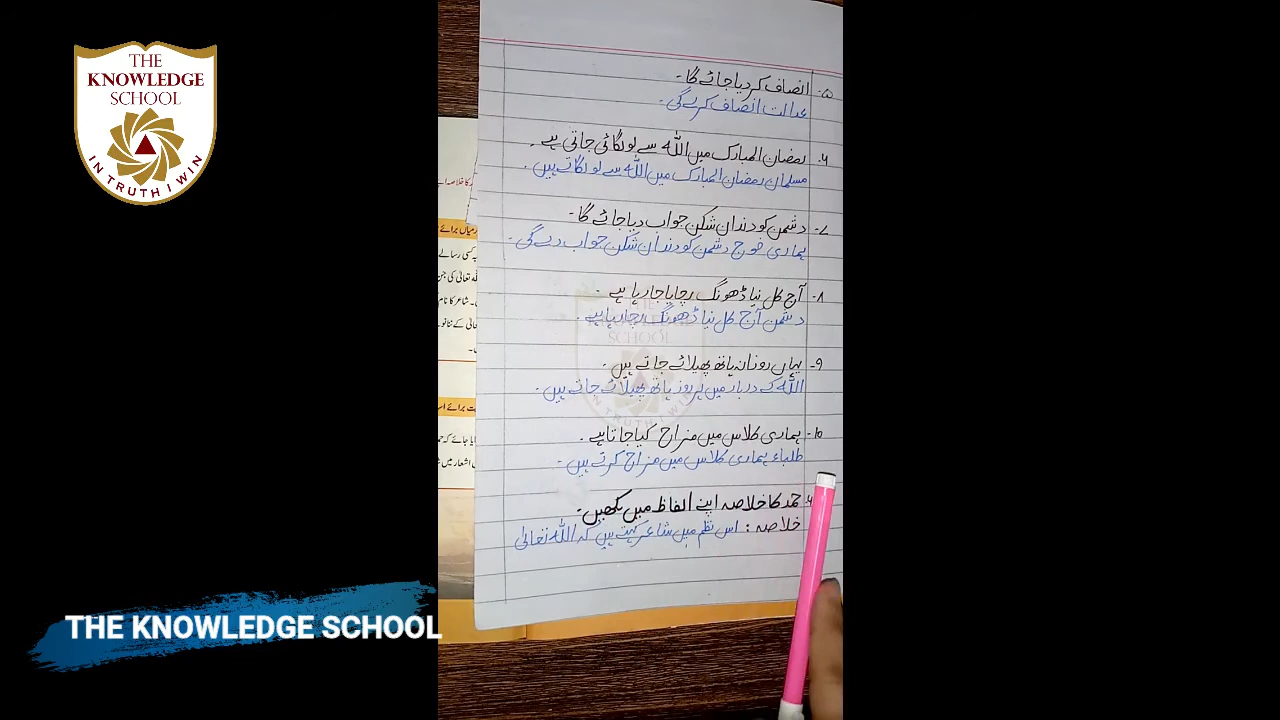 THE
KNOWLEDGE
SCHOOL
IN TRUTH I WIN
۵۔ انصاف کر دیا جائے گا۔
عدالت انصاف کرے گی۔
۶۔ رمضان المبارک میں اللہ سے لو لگائی جاتی ہے۔
مسلمان رمضان المبارک میں اللہ سے لو لگاتے ہیں۔
۷۔ دشمن کو دندان شکن جواب دیا جائے گا۔
ہماری فوج دشمن کو دندان شکن جواب دے گی۔
۸۔ آج کل نیا ڈھونگ رچایا جا رہا ہے۔
دشمن آج کل نیا ڈھونگ رچا رہا ہے۔
۹۔ یہاں روزانہ ہاتھ پھیلائے جاتے ہیں۔
اللہ کے دربار میں ہر روز ہاتھ پھیلائے جاتے ہیں۔
۱۰۔ ہماری کلاس میں مزاح کیا جاتا ہے۔
طلباء ہماری کلاس میں مزاح کرتے ہیں۔
حمد کا خلاصہ اپنے الفاظ میں لکھیں۔
خلاصہ : اس نظم میں شاعر کہتے ہیں کہ اللہ تعالیٰ
THE KNOWLEDGE SCHOOL